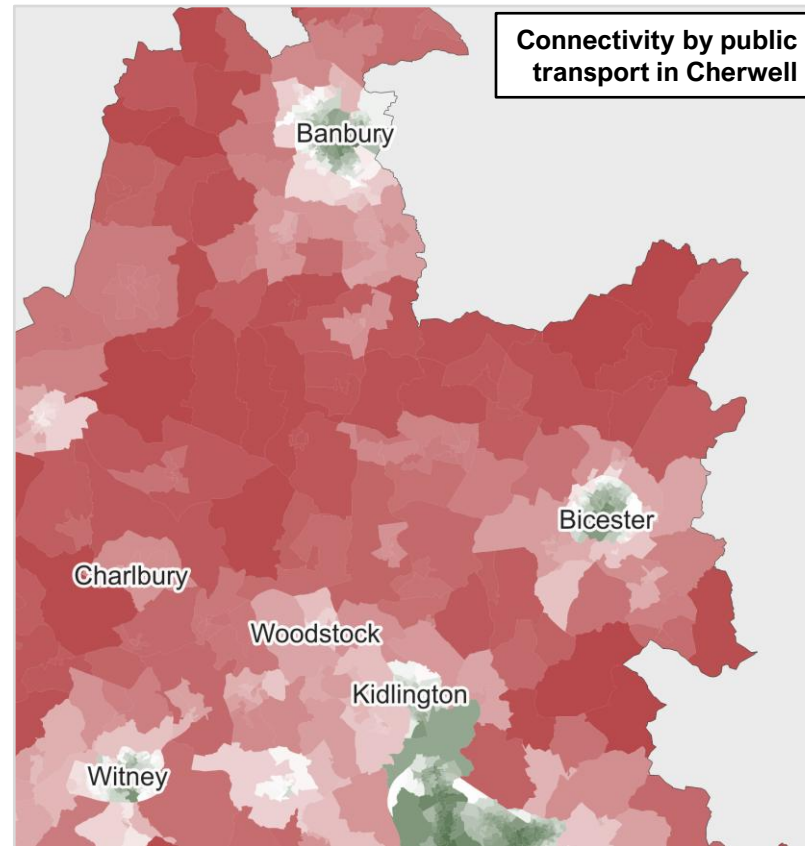 Connectivity by public
transport in Cherwell
Banbury
Bicester
Charlbury
Woodstock
Kidlington
Witney